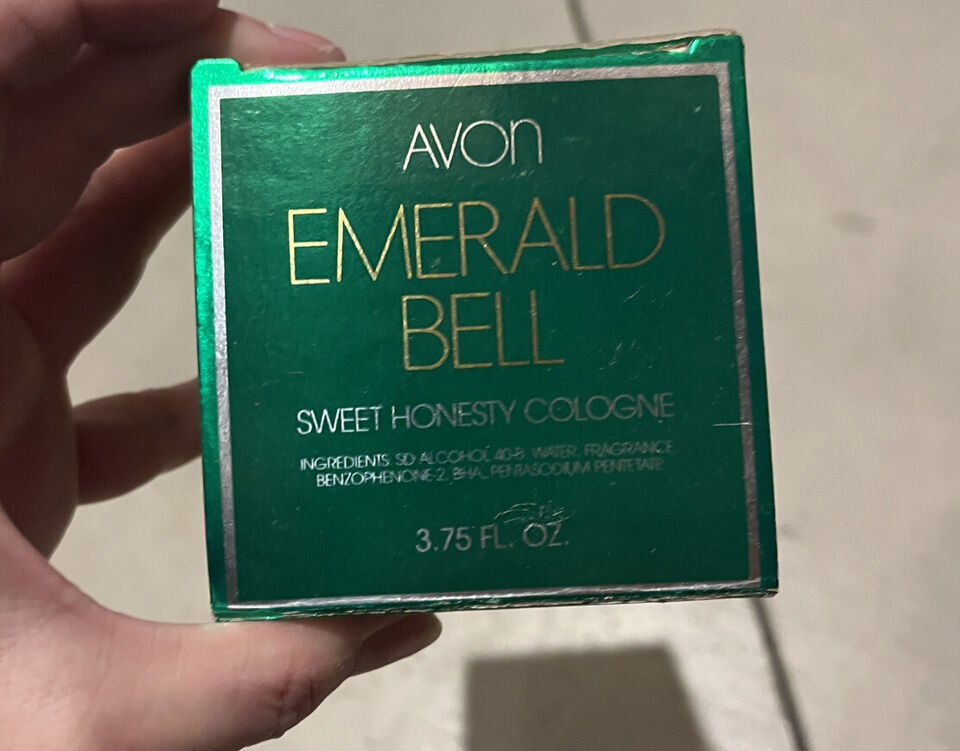 AVON
EMERALD
BELL
SWEET HONESTY COLOGNE
INGREDIENTS: SD ALCOHOL 40-B, WATER, FRAGRANCE,
BENZOPHENONE-2, BHA, PENTASODIUM PENTETATE
3.75 FL. OZ.